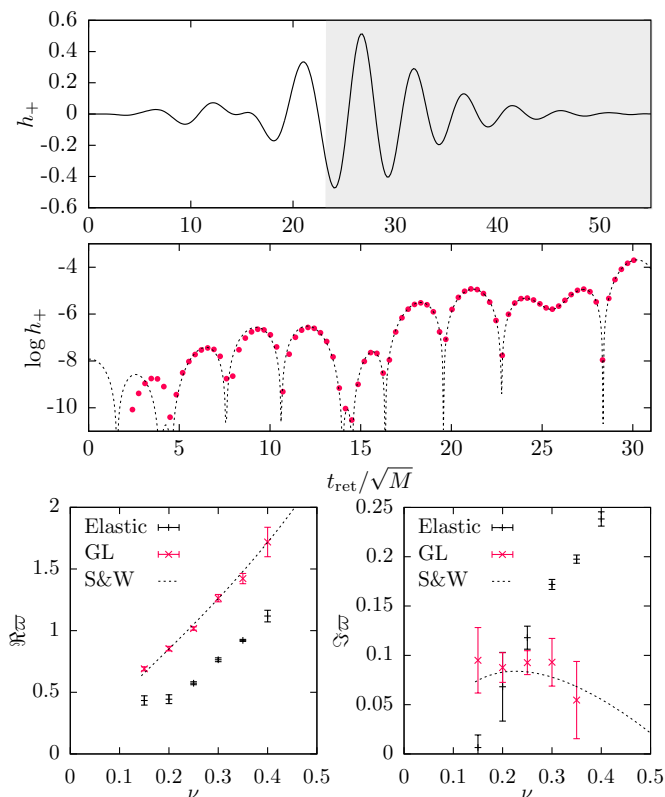 0.6
0.4
0.2
0
-0.2
-0.4
-0.6
h₊
0 10 20 30 40 50
-4
-6
-8
-10
log h₊
0 5 10 15 20 25 30
t_ret/√M
2
1.5
1
0.5
0
ℜϖ
Elastic
GL
S&W
0 0.1 0.2 0.3 0.4 0.5
ν
0.25
0.2
0.15
0.1
0.05
0
ℑϖ
Elastic
GL
S&W
0 0.1 0.2 0.3 0.4 0.5
ν